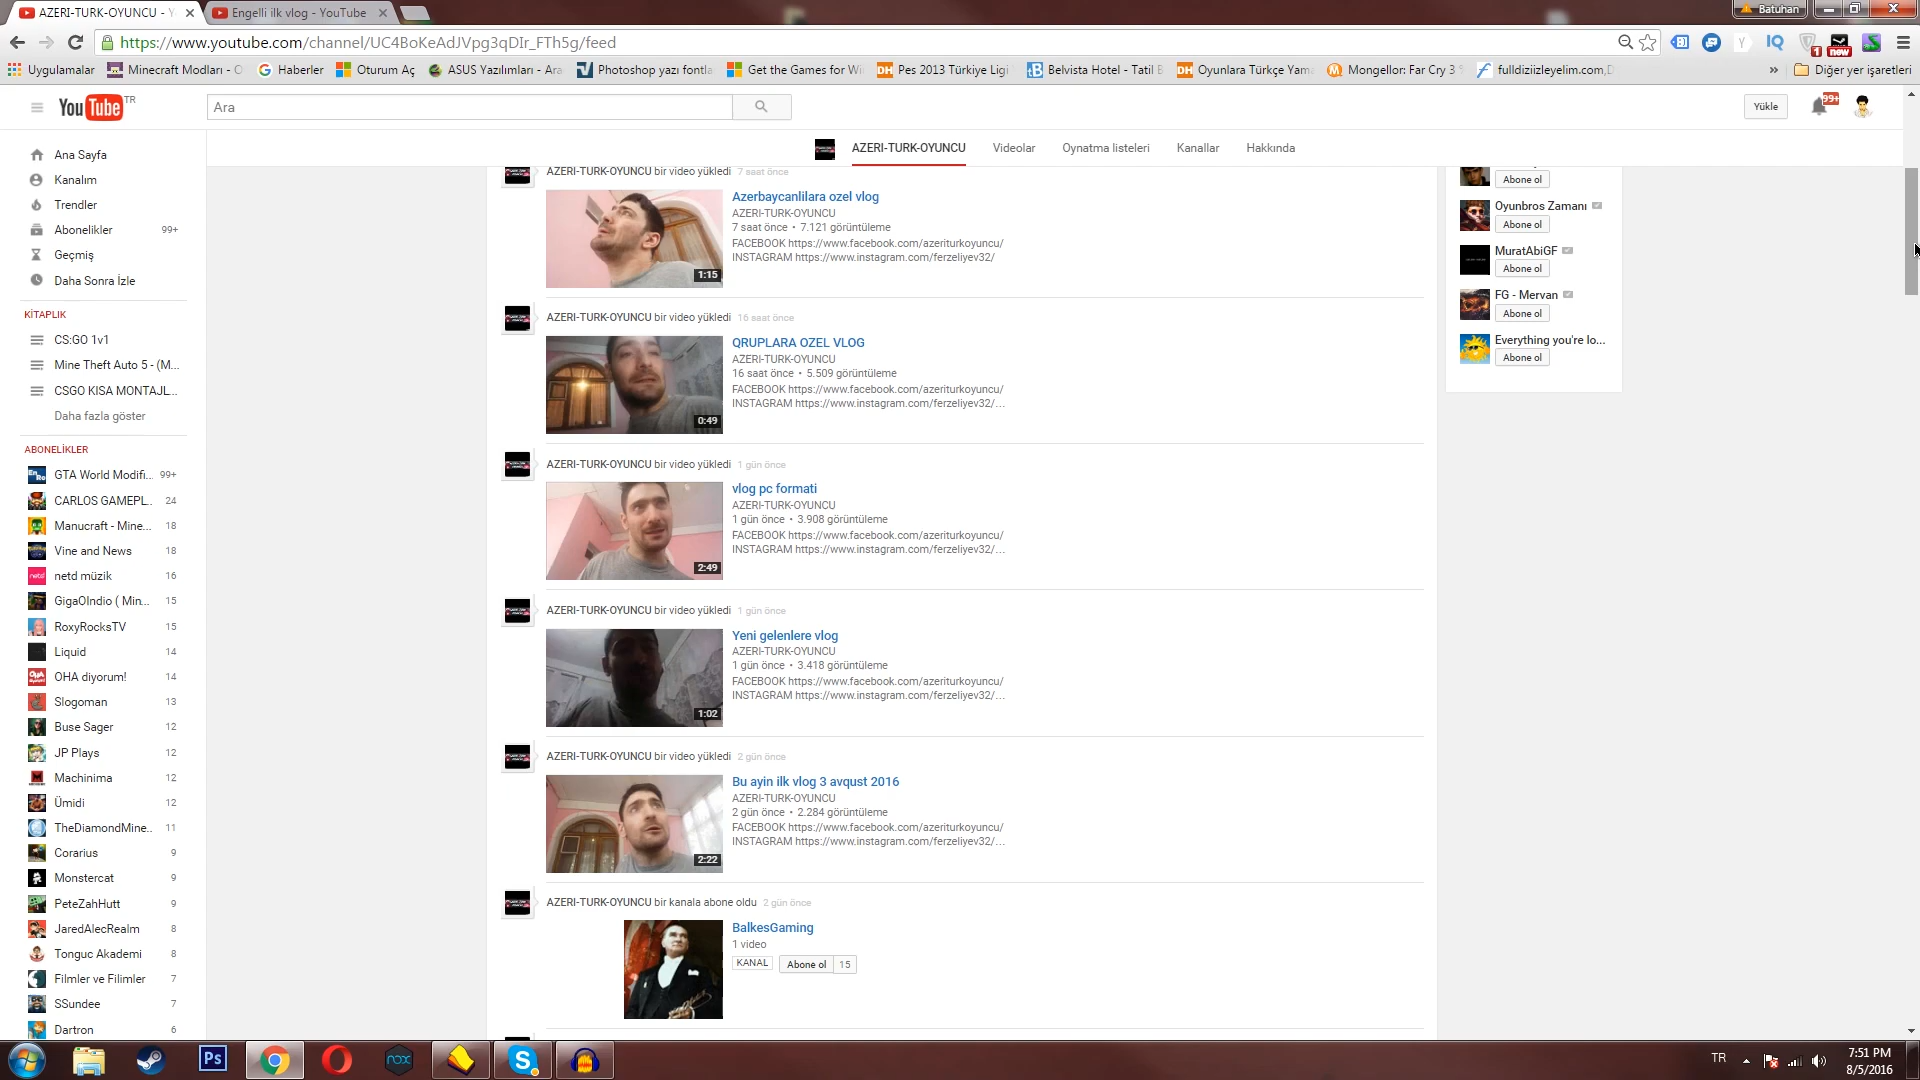 AZERI-TURK-OYUNCU - Y
Engelli ilk vlog - YouTube
Batuhan
https://www.youtube.com/channel/UC4BoKeAdJVpg3qDIr_FTh5g/feed
Uygulamalar
Minecraft Modları - O
Haberler
Oturum Aç
ASUS Yazılımları - Ara
Photoshop yazı fontla
Get the Games for Wi
Pes 2013 Türkiye Ligi
Belvista Hotel - Tatil B
Oyunlara Türkçe Yama
Mongellor: Far Cry 3
fulldiziizleyelim.com,D
Diğer yer işaretleri
YouTube TR
Ara
Yükle
99+
AZERI-TURK-OYUNCU
Videolar
Oynatma listeleri
Kanallar
Hakkında
Ana Sayfa
Kanalım
Trendler
Abonelikler 99+
Geçmiş
Daha Sonra İzle
KİTAPLIK
CS:GO 1v1
Mine Theft Auto 5 - (M...
CSGO KISA MONTAJL...
Daha fazla göster
ABONELİKLER
GTA World Modifi... 99+
CARLOS GAMEPL.. 24
Manucraft - Mine... 18
Vine and News 18
netd müzik 16
GigaOIndio ( Min... 15
RoxyRocksTV 15
Liquid 14
OHA diyorum! 14
Slogoman 13
Buse Sager 12
JP Plays 12
Machinima 12
Ümidi 12
TheDiamondMine.. 11
Corarius 9
Monstercat 9
PeteZahHutt 9
JaredAlecRealm 8
Tonguc Akademi 8
Filmler ve Filimler 7
SSundee 7
Dartron 6
AZERI-TURK-OYUNCU bir video yükledi 7 saat önce
1:15
Azerbaycanlilara ozel vlog
AZERI-TURK-OYUNCU
7 saat önce • 7.121 görüntüleme
FACEBOOK https://www.facebook.com/azeriturkoyuncu/
INSTAGRAM https://www.instagram.com/ferzeliyev32/
AZERI-TURK-OYUNCU bir video yükledi 16 saat önce
0:49
QRUPLARA OZEL VLOG
AZERI-TURK-OYUNCU
16 saat önce • 5.509 görüntüleme
FACEBOOK https://www.facebook.com/azeriturkoyuncu/
INSTAGRAM https://www.instagram.com/ferzeliyev32/...
AZERI-TURK-OYUNCU bir video yükledi 1 gün önce
2:49
vlog pc formati
AZERI-TURK-OYUNCU
1 gün önce • 3.908 görüntüleme
FACEBOOK https://www.facebook.com/azeriturkoyuncu/
INSTAGRAM https://www.instagram.com/ferzeliyev32/...
AZERI-TURK-OYUNCU bir video yükledi 1 gün önce
1:02
Yeni gelenlere vlog
AZERI-TURK-OYUNCU
1 gün önce • 3.418 görüntüleme
FACEBOOK https://www.facebook.com/azeriturkoyuncu/
INSTAGRAM https://www.instagram.com/ferzeliyev32/...
AZERI-TURK-OYUNCU bir video yükledi 2 gün önce
2:22
Bu ayin ilk vlog 3 avqust 2016
AZERI-TURK-OYUNCU
2 gün önce • 2.284 görüntüleme
FACEBOOK https://www.facebook.com/azeriturkoyuncu/
INSTAGRAM https://www.instagram.com/ferzeliyev32/...
AZERI-TURK-OYUNCU bir kanala abone oldu 2 gün önce
BalkesGaming
1 video
KANAL Abone ol 15
Abone ol
Oyunbros Zamanı
Abone ol
MuratAbiGF
Abone ol
FG - Mervan
Abone ol
Everything you're lo...
Abone ol
TR
7:51 PM
8/5/2016